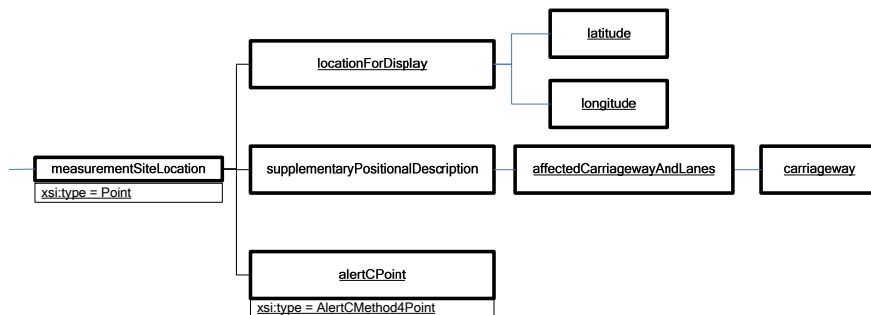 latitude
locationForDisplay
longitude
measurementSiteLocation
supplementaryPositionalDescription
affectedCarriagewayAndLanes
carriageway
xsi:type = Point
alertCPoint
xsi:type = AlertCMethod4Point